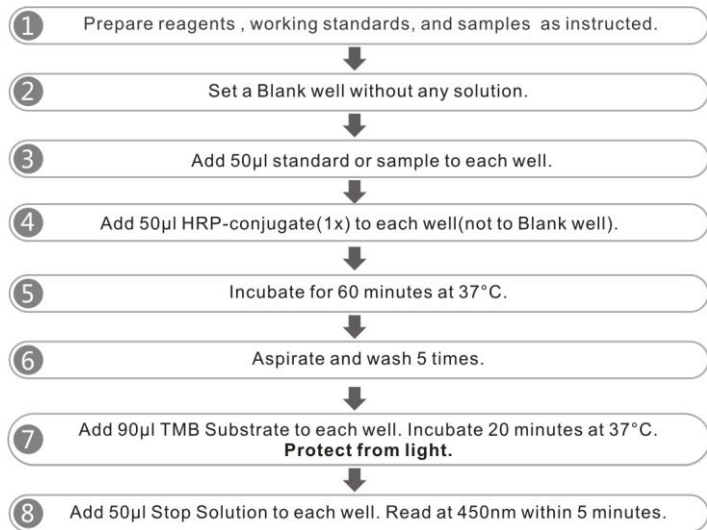 1 Prepare reagents , working standards, and samples as instructed.
2 Set a Blank well without any solution.
3 Add 50µl standard or sample to each well.
4 Add 50µl HRP-conjugate(1x) to each well(not to Blank well).
5 Incubate for 60 minutes at 37°C.
6 Aspirate and wash 5 times.
7 Add 90µl TMB Substrate to each well. Incubate 20 minutes at 37°C.
Protect from light.
8 Add 50µl Stop Solution to each well. Read at 450nm within 5 minutes.